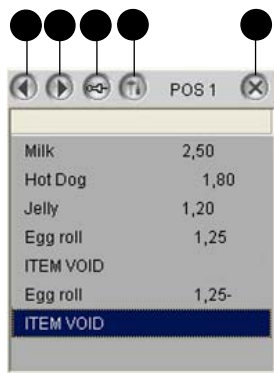 POS 1
Milk 2,50
Hot Dog 1,80
Jelly 1,20
Egg roll 1,25
ITEM VOID
Egg roll 1,25-
ITEM VOID